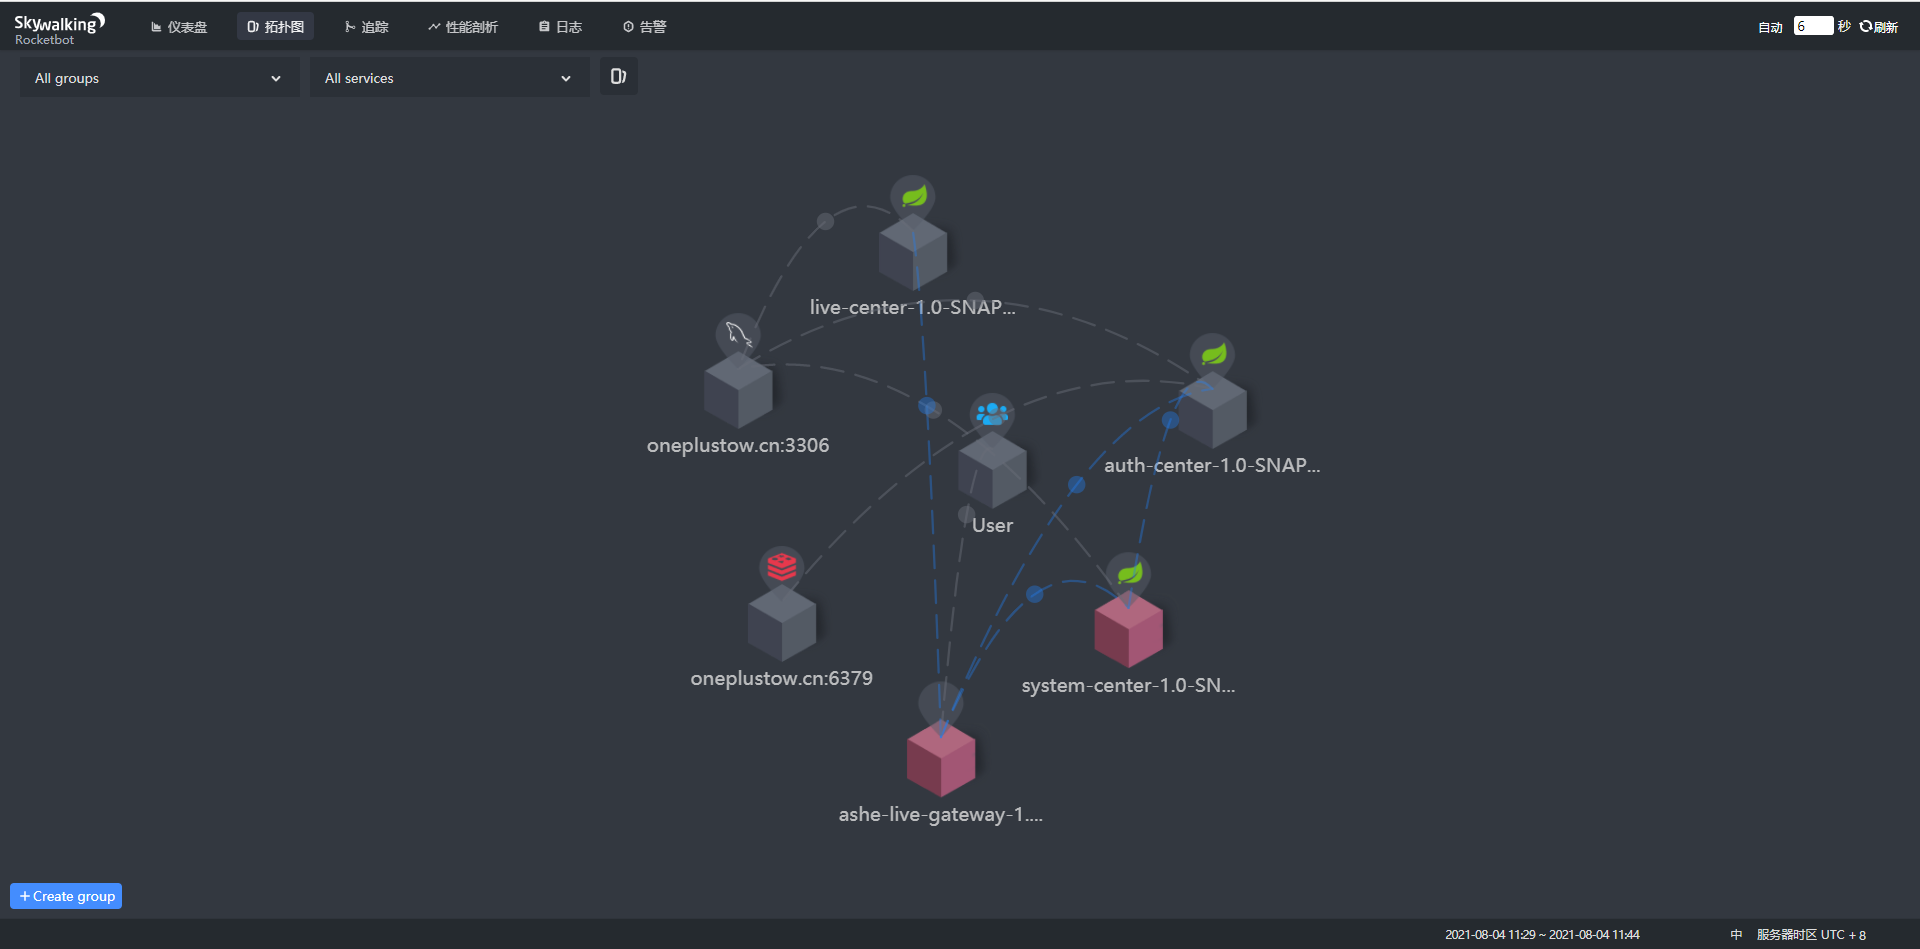 Skywalking
Rocketbot
仪表盘
拓扑图
追踪
性能剖析
日志
告警
自动 6 秒 刷新
All groups
All services
live-center-1.0-SNAP...
oneplustow.cn:3306
auth-center-1.0-SNAP...
User
oneplustow.cn:6379
system-center-1.0-SN...
ashe-live-gateway-1....
+ Create group
2021-08-04 11:29 ~ 2021-08-04 11:44
中
服务器时区 UTC + 8